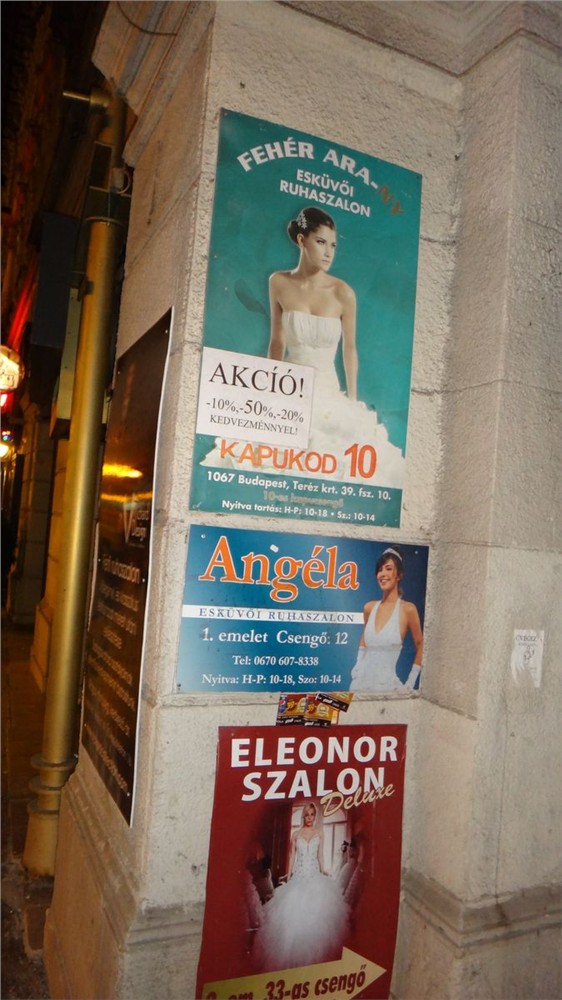 FEHÉR ARA-NY
ESKÜVŐI
RUHASZALON
AKCÍÓ!
-10%,-50%,-20%
KEDVEZMÉNNYEL!
KAPUKOD 10
1067 Budapest, Teréz krt. 39. fsz. 10.
10-es kapucsengő
Nyitva tartás: H-P: 10-18 • Sz.: 10-14
Angéla
ESKÜVŐI RUHASZALON
1. emelet Csengő: 12
Tel: 0670 607-8338
Nyitva: H-P: 10-18, Szo: 10-14
ELEONOR
SZALON
Deluxe
em. 33-as csengő